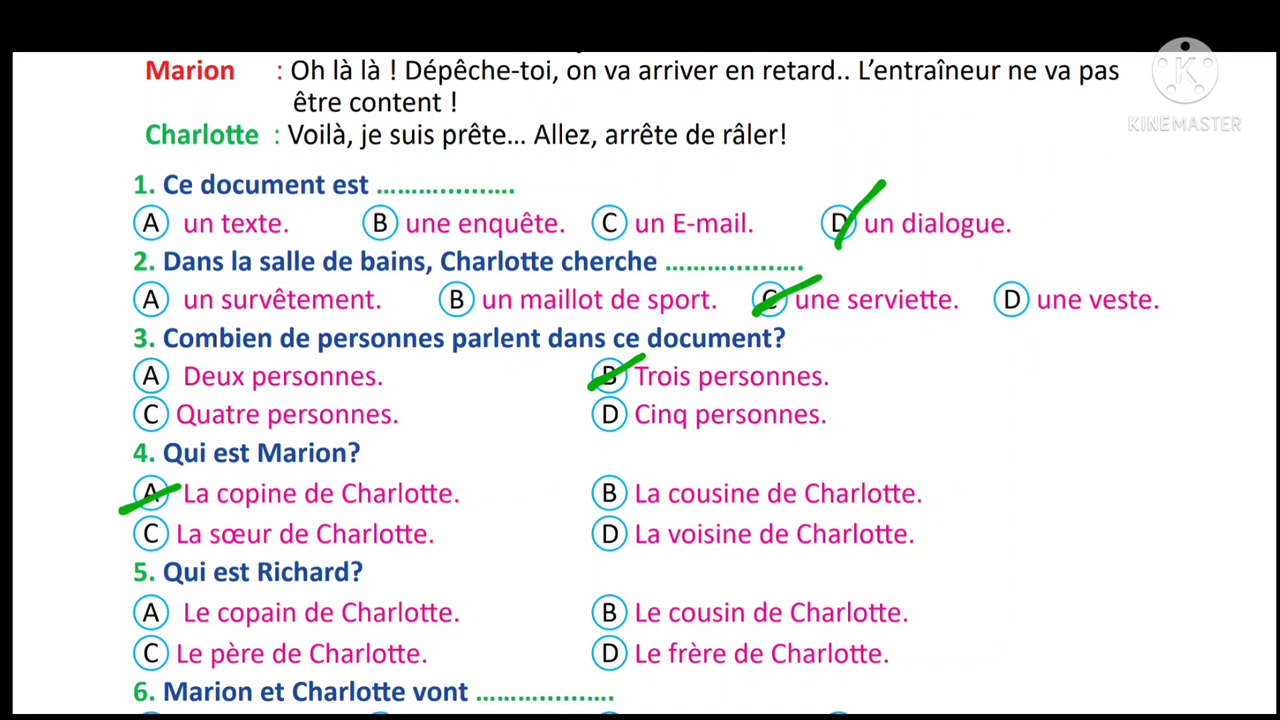 Marion : Oh là là ! Dépêche-toi, on va arriver en retard.. L'entraîneur ne va pas
être content !
K
KINEMASTER
Charlotte : Voilà, je suis prête... Allez, arrête de râler!
1. Ce document est ....................
A un texte. B une enquête. C un E-mail. D un dialogue.
2. Dans la salle de bains, Charlotte cherche ....................
A un survêtement. B un maillot de sport. C une serviette. D une veste.
3. Combien de personnes parlent dans ce document?
A Deux personnes. B Trois personnes.
C Quatre personnes. D Cinq personnes.
4. Qui est Marion?
A La copine de Charlotte. B La cousine de Charlotte.
C La sœur de Charlotte. D La voisine de Charlotte.
5. Qui est Richard?
A Le copain de Charlotte. B Le cousin de Charlotte.
C Le père de Charlotte. D Le frère de Charlotte.
6. Marion et Charlotte vont ....................